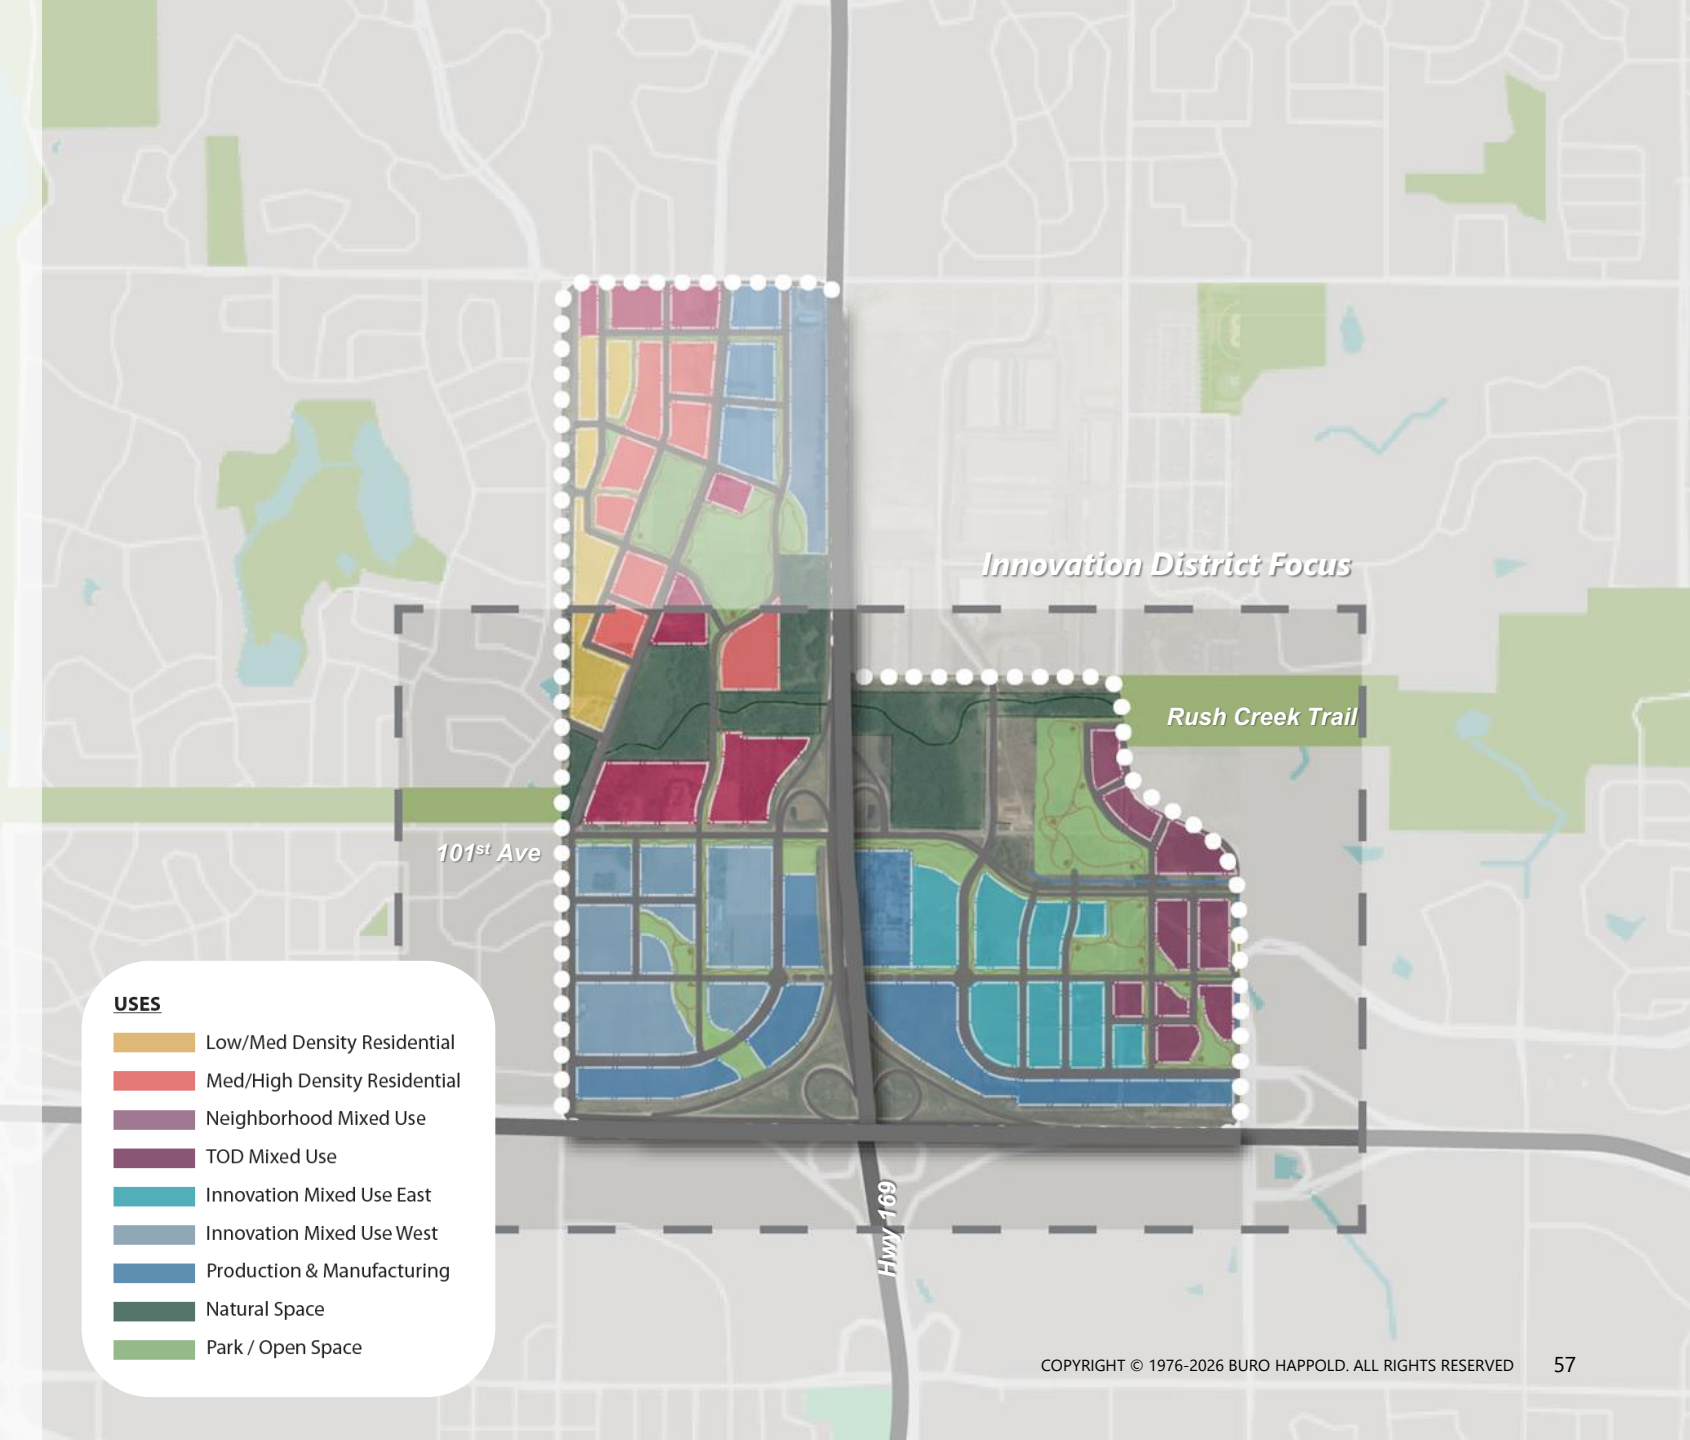 Innovation District Focus
Rush Creek Trail
101st Ave
USES
Low/Med Density Residential
Med/High Density Residential
Neighborhood Mixed Use
TOD Mixed Use
Innovation Mixed Use East
Innovation Mixed Use West
Production & Manufacturing
Natural Space
Park / Open Space
Hwy 169
COPYRIGHT © 1976-2026 BURO HAPPOLD. ALL RIGHTS RESERVED 57